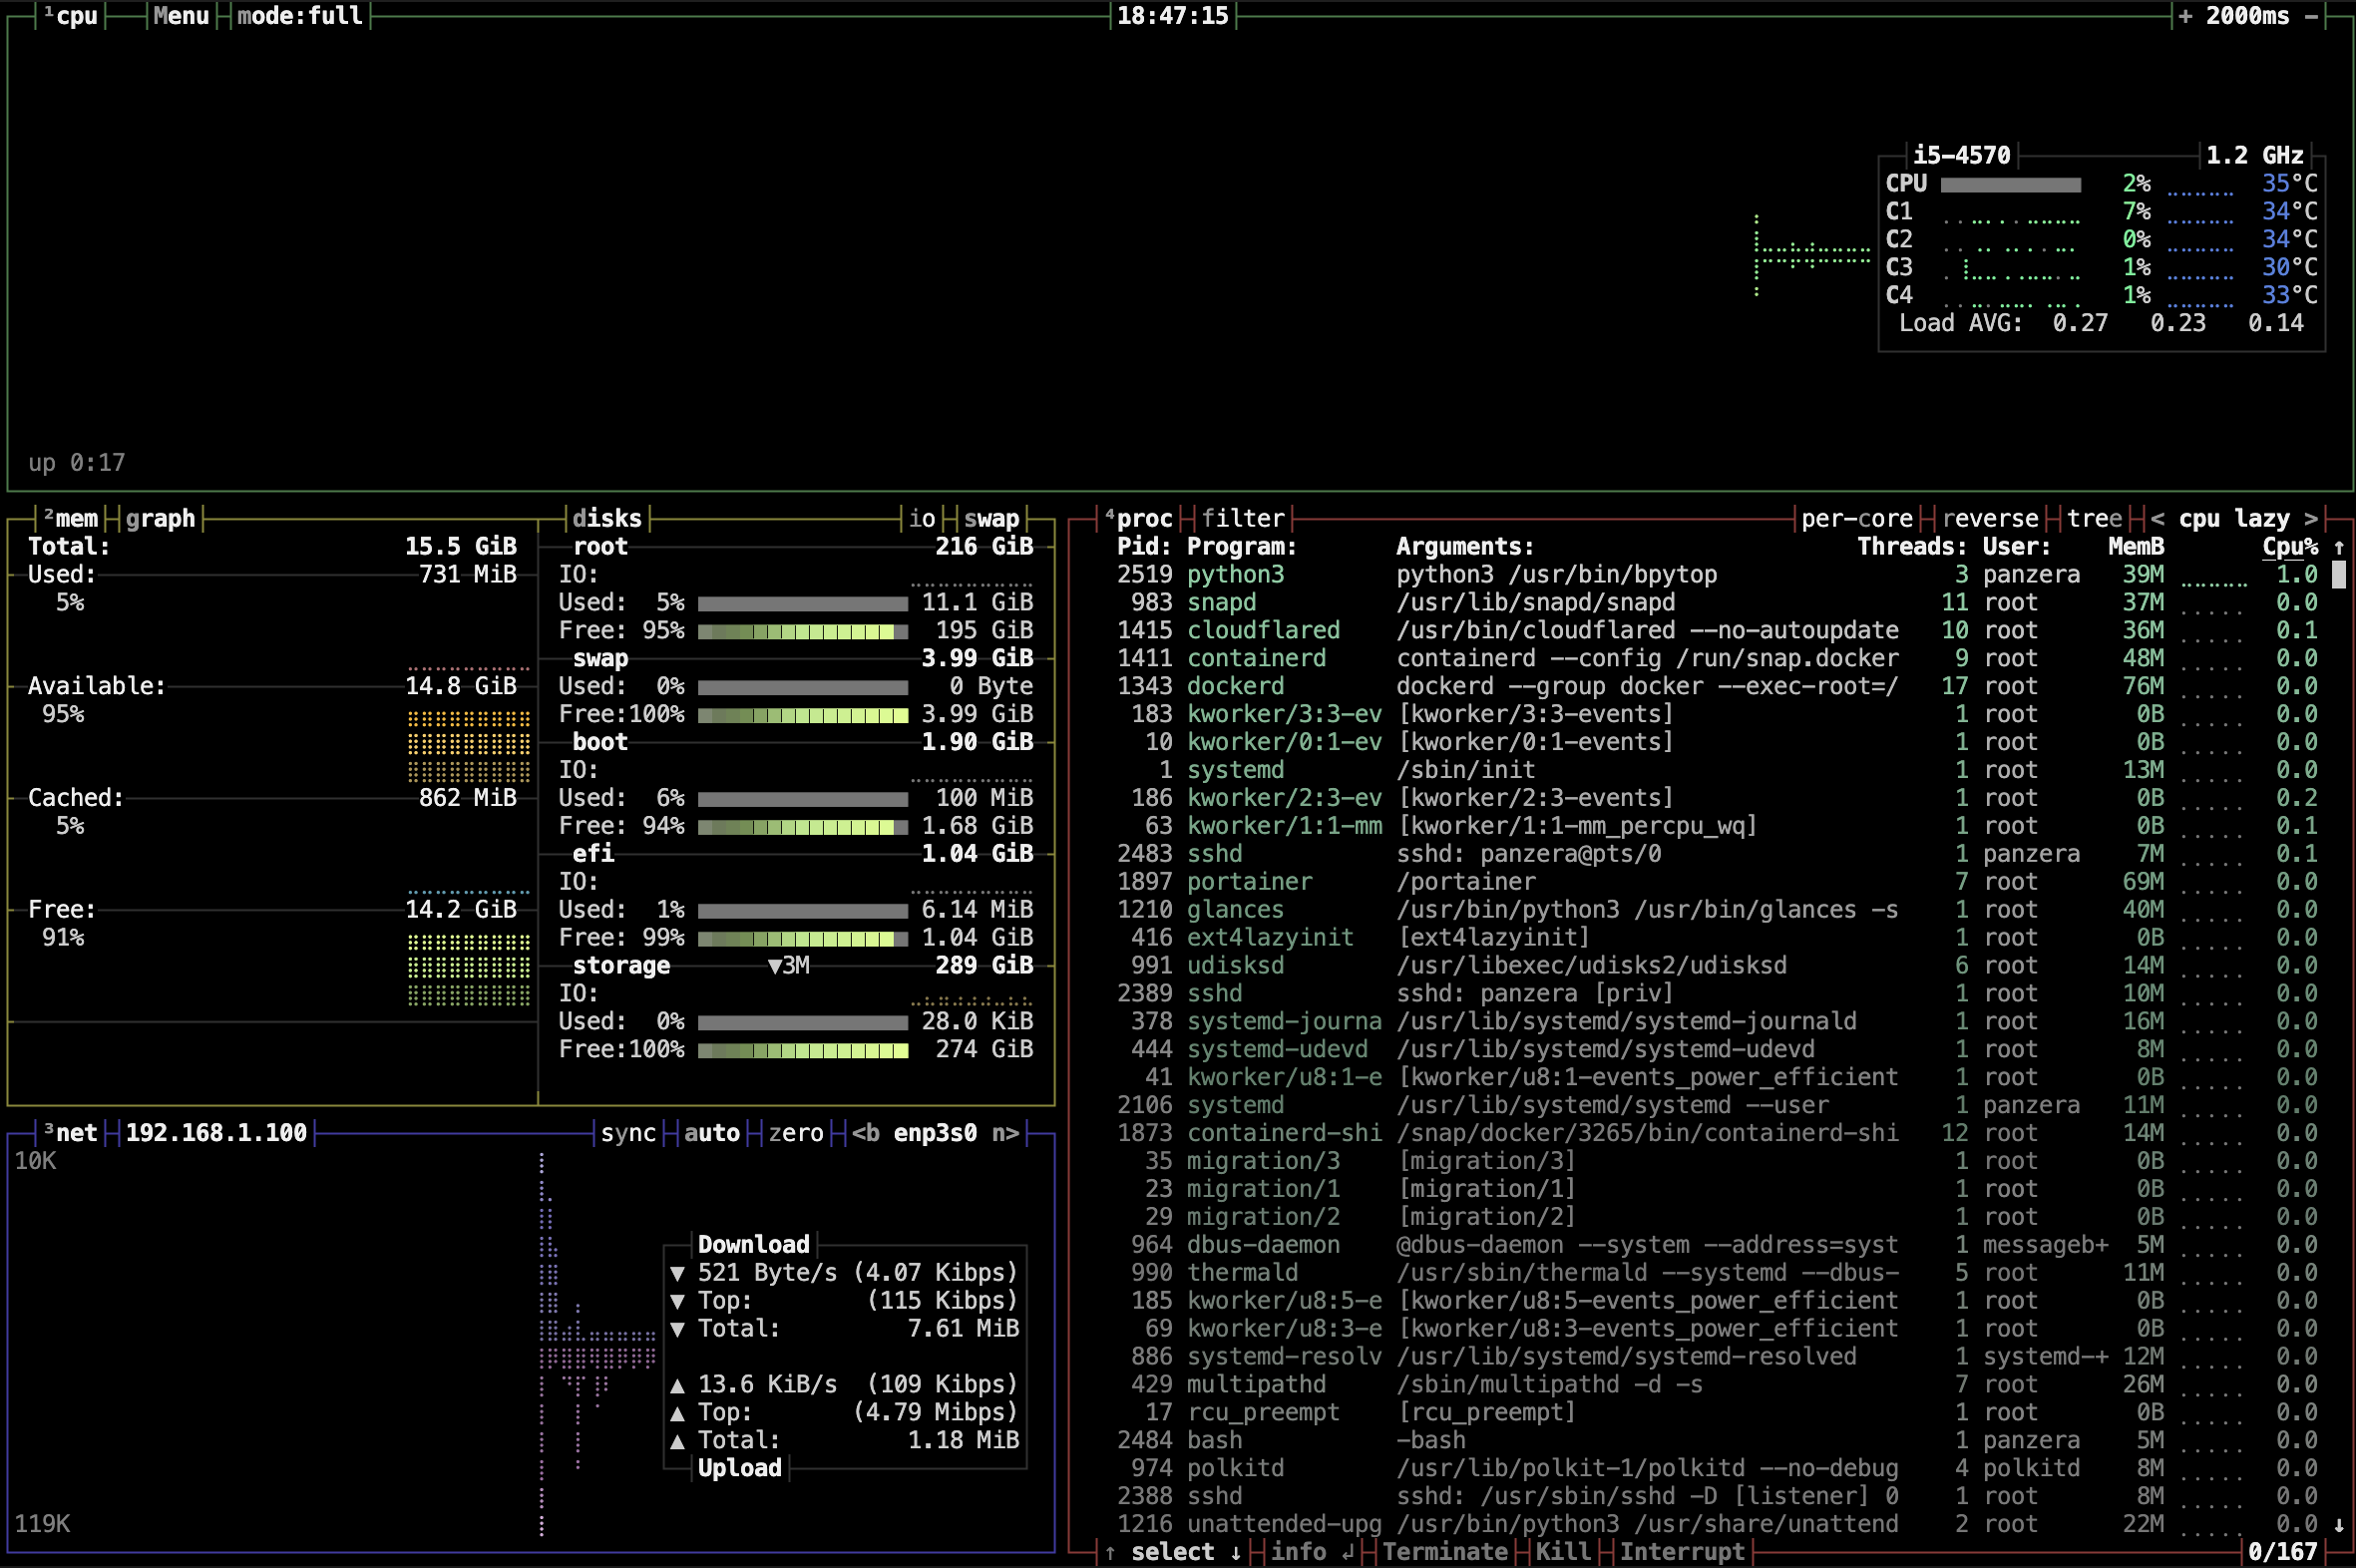 ¹cpu Menu mode:full 18:47:15 + 2000ms −
i5-4570 1.2 GHz
CPU 2% 35°C
C1 7% 34°C
C2 0% 34°C
C3 1% 30°C
C4 1% 33°C
Load AVG: 0.27 0.23 0.14
up 0:17
²mem graph disks io swap
Total: 15.5 GiB
Used: 731 MiB
5%
Available: 14.8 GiB
95%
Cached: 862 MiB
5%
Free: 14.2 GiB
91%
root 216 GiB
IO:
Used: 5% 11.1 GiB
Free: 95% 195 GiB
swap 3.99 GiB
Used: 0% 0 Byte
Free:100% 3.99 GiB
boot 1.90 GiB
IO:
Used: 6% 100 MiB
Free: 94% 1.68 GiB
efi 1.04 GiB
IO:
Used: 1% 6.14 MiB
Free: 99% 1.04 GiB
storage ▼3M 289 GiB
IO:
Used: 0% 28.0 KiB
Free:100% 274 GiB
³net 192.168.1.100 sync auto zero <b enp3s0 n>
10K
Download
▼ 521 Byte/s (4.07 Kibps)
▼ Top: (115 Kibps)
▼ Total: 7.61 MiB
▲ 13.6 KiB/s (109 Kibps)
▲ Top: (4.79 Mibps)
▲ Total: 1.18 MiB
Upload
119K
⁴proc filter per-core reverse tree < cpu lazy >
Pid: Program: Arguments: Threads: User: MemB Cpu% ↑
2519 python3 python3 /usr/bin/bpytop 3 panzera 39M 1.0
983 snapd /usr/lib/snapd/snapd 11 root 37M 0.0
1415 cloudflared /usr/bin/cloudflared --no-autoupdate 10 root 36M 0.1
1411 containerd containerd --config /run/snap.docker 9 root 48M 0.0
1343 dockerd dockerd --group docker --exec-root=/ 17 root 76M 0.0
183 kworker/3:3-ev [kworker/3:3-events] 1 root 0B 0.0
10 kworker/0:1-ev [kworker/0:1-events] 1 root 0B 0.0
1 systemd /sbin/init 1 root 13M 0.0
186 kworker/2:3-ev [kworker/2:3-events] 1 root 0B 0.2
63 kworker/1:1-mm [kworker/1:1-mm_percpu_wq] 1 root 0B 0.1
2483 sshd sshd: panzera@pts/0 1 panzera 7M 0.1
1897 portainer /portainer 7 root 69M 0.0
1210 glances /usr/bin/python3 /usr/bin/glances -s 1 root 40M 0.0
416 ext4lazyinit [ext4lazyinit] 1 root 0B 0.0
991 udisksd /usr/libexec/udisks2/udisksd 6 root 14M 0.0
2389 sshd sshd: panzera [priv] 1 root 10M 0.0
378 systemd-journa /usr/lib/systemd/systemd-journald 1 root 16M 0.0
444 systemd-udevd /usr/lib/systemd/systemd-udevd 1 root 8M 0.0
41 kworker/u8:1-e [kworker/u8:1-events_power_efficient 1 root 0B 0.0
2106 systemd /usr/lib/systemd/systemd --user 1 panzera 11M 0.0
1873 containerd-shi /snap/docker/3265/bin/containerd-shi 12 root 14M 0.0
35 migration/3 [migration/3] 1 root 0B 0.0
23 migration/1 [migration/1] 1 root 0B 0.0
29 migration/2 [migration/2] 1 root 0B 0.0
964 dbus-daemon @dbus-daemon --system --address=syst 1 messageb+ 5M 0.0
990 thermald /usr/sbin/thermald --systemd --dbus- 5 root 11M 0.0
185 kworker/u8:5-e [kworker/u8:5-events_power_efficient 1 root 0B 0.0
69 kworker/u8:3-e [kworker/u8:3-events_power_efficient 1 root 0B 0.0
886 systemd-resolv /usr/lib/systemd/systemd-resolved 1 systemd-+ 12M 0.0
429 multipathd /sbin/multipathd -d -s 7 root 26M 0.0
17 rcu_preempt [rcu_preempt] 1 root 0B 0.0
2484 bash -bash 1 panzera 5M 0.0
974 polkitd /usr/lib/polkit-1/polkitd --no-debug 4 polkitd 8M 0.0
2388 sshd sshd: /usr/sbin/sshd -D [listener] 0 1 root 8M 0.0
1216 unattended-upg /usr/bin/python3 /usr/share/unattend 2 root 22M 0.0 ↓
↑ select ↓ info ↲ Terminate Kill Interrupt 0/167